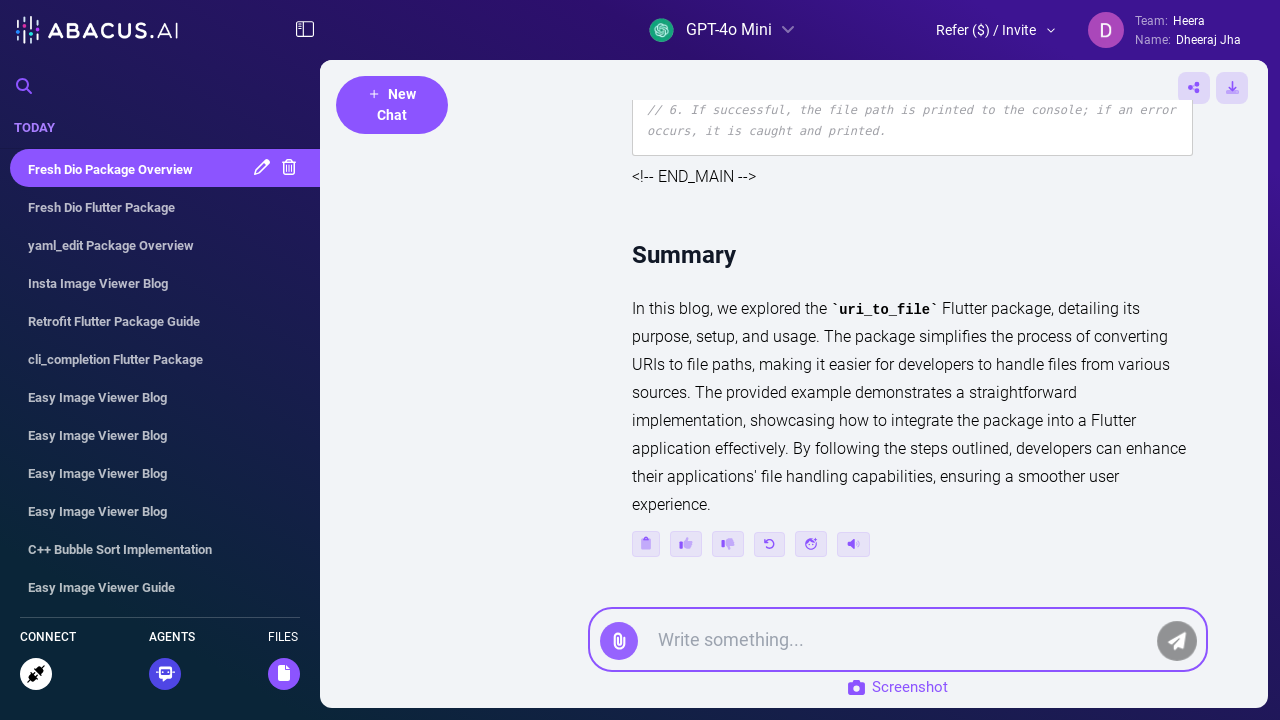 ABACUS.AI
GPT-4o Mini
Refer ($) / Invite
D
Team: Heera
Name: Dheeraj Jha
TODAY
Fresh Dio Package Overview
Fresh Dio Flutter Package
yaml_edit Package Overview
Insta Image Viewer Blog
Retrofit Flutter Package Guide
cli_completion Flutter Package
Easy Image Viewer Blog
Easy Image Viewer Blog
Easy Image Viewer Blog
Easy Image Viewer Blog
C++ Bubble Sort Implementation
Easy Image Viewer Guide
CONNECT
AGENTS
FILES
+ New
Chat
// 6. If successful, the file path is printed to the console; if an error
occurs, it is caught and printed.
<!-- END_MAIN -->
Summary
In this blog, we explored the `uri_to_file` Flutter package, detailing its
purpose, setup, and usage. The package simplifies the process of converting
URIs to file paths, making it easier for developers to handle files from various
sources. The provided example demonstrates a straightforward
implementation, showcasing how to integrate the package into a Flutter
application effectively. By following the steps outlined, developers can enhance
their applications' file handling capabilities, ensuring a smoother user
experience.
Write something...
Screenshot